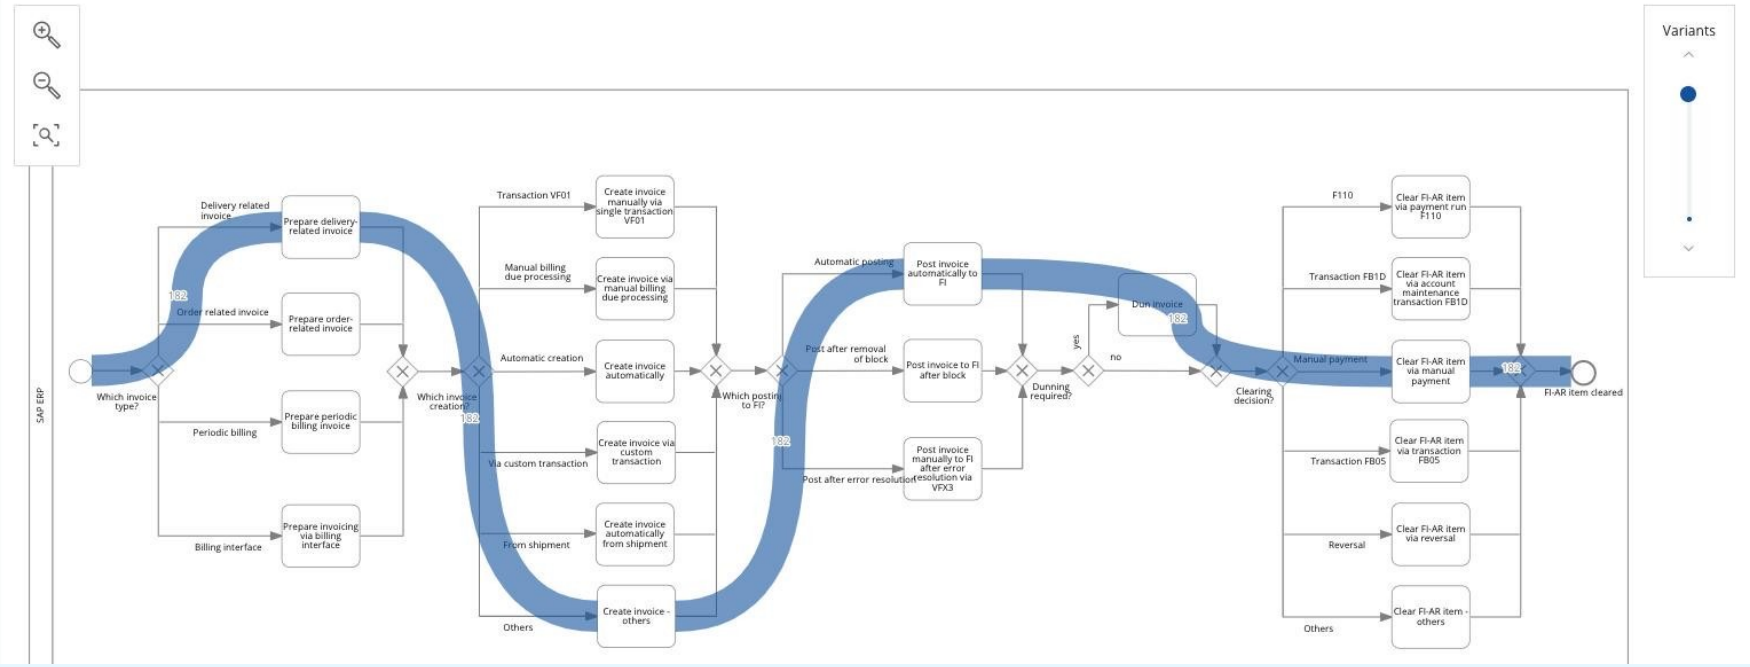 Variants
SAP ERP
Which invoice
type?
182
Delivery related
invoice
Order related invoice
Periodic billing
Billing interface
Prepare delivery-
related invoice
Prepare order-
related invoice
Prepare periodic
billing invoice
Prepare invoicing
via billing
interface
Which invoice
creation?
182
Transaction VF01
Manual billing
due processing
Automatic creation
Via custom transaction
From shipment
Others
Create invoice
manually via
single transaction
VF01
Create invoice via
manual billing
due processing
Create invoice
automatically
Create invoice via
custom
transaction
Create invoice
automatically
from shipment
Create invoice -
others
Which posting
to FI?
182
Automatic posting
Post after removal
of block
Post after error resolution
Post invoice
automatically to
FI
Post invoice to FI
after block
Post invoice
manually to FI
after error
resolution via
VFX3
Dunning
required?
yes
no
Dun invoice
182
Clearing
decision?
F110
Transaction FB1D
Manual payment
Transaction FB05
Reversal
Others
Clear FI-AR item
via payment run
F110
Clear FI-AR item
via account
maintenance
transaction FB1D
Clear FI-AR item
via manual
payment
Clear FI-AR item
via transaction
FB05
Clear FI-AR item
via reversal
Clear FI-AR item -
others
182
FI-AR item cleared